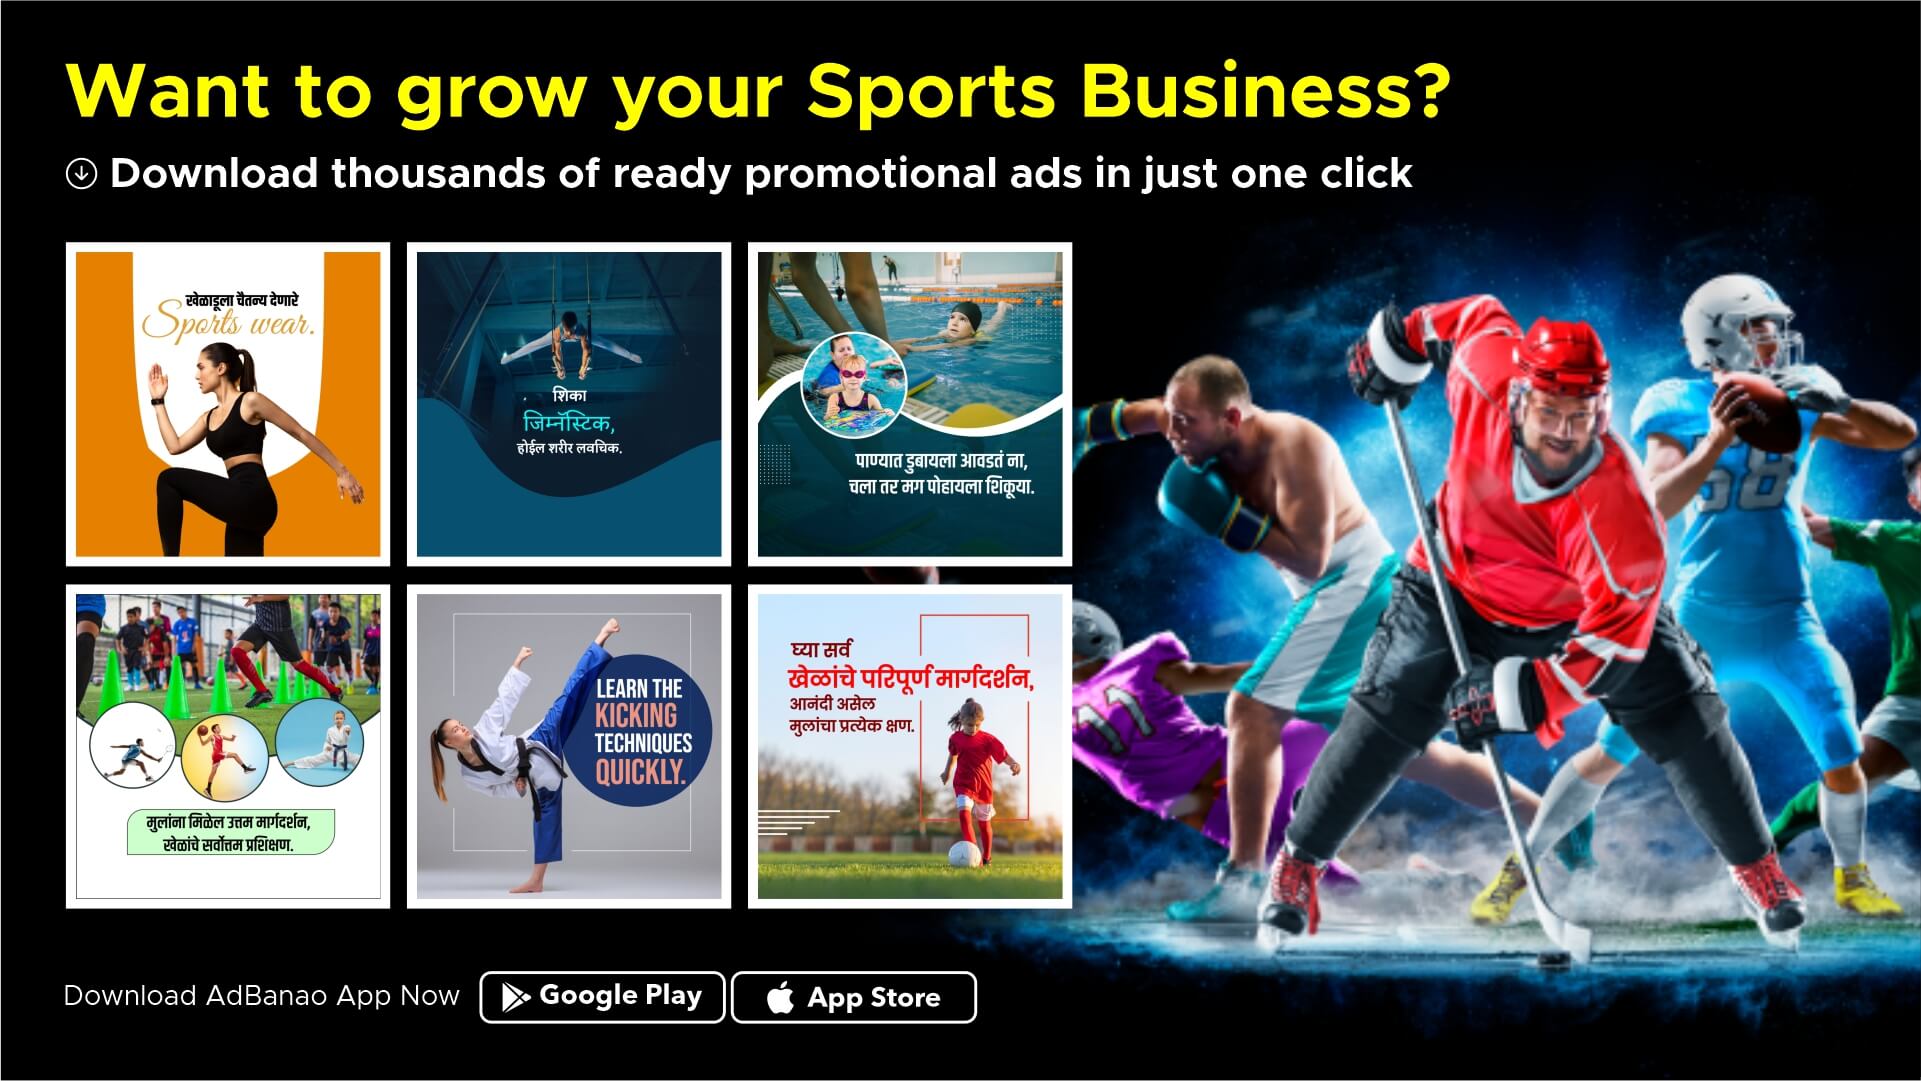 Want to grow your Sports Business?
Download thousands of ready promotional ads in just one click
खेळाडूला चैतन्य देणारे
Sports wear.
शिका
जिम्नॅस्टिक,
होईल शरीर लवचिक.
पाण्यात डुबायला आवडतं ना,
चला तर मग पोहायला शिकूया.
मुलांना मिळेल उत्तम मार्गदर्शन,
खेळांचे सर्वोत्तम प्रशिक्षण.
LEARN THE
KICKING
TECHNIQUES
QUICKLY.
घ्या सर्व
खेळांचे परिपूर्ण मार्गदर्शन,
आनंदी असेल
मुलांचा प्रत्येक क्षण.
11
58
Download AdBanao App Now
Google Play
App Store